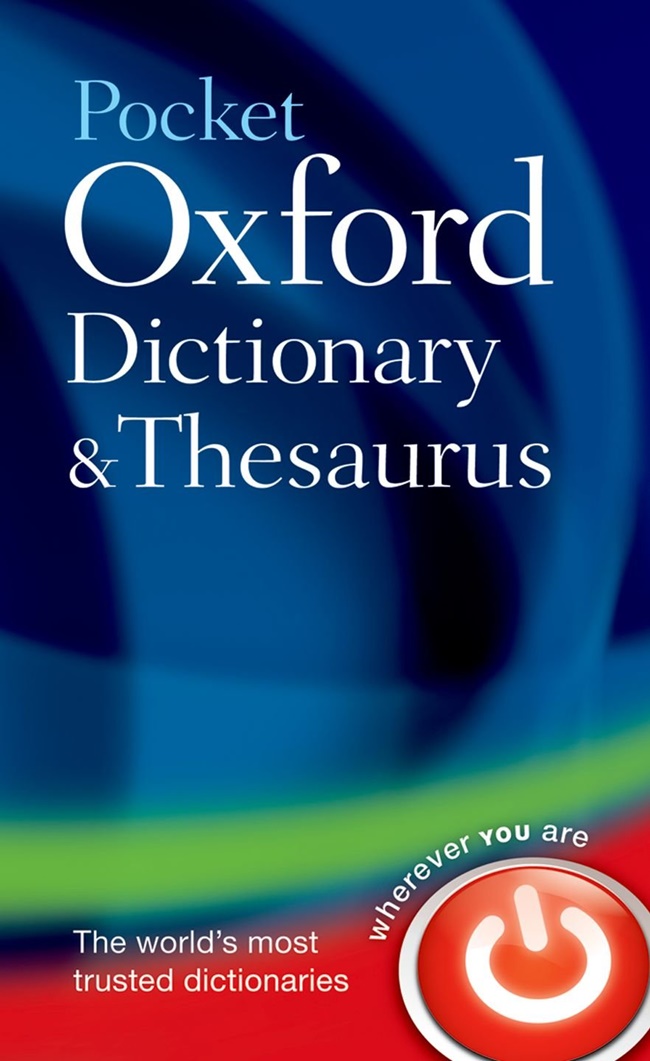 Pocket
Oxford
Dictionary
& Thesaurus
wherever YOU are
The world's most
trusted dictionaries